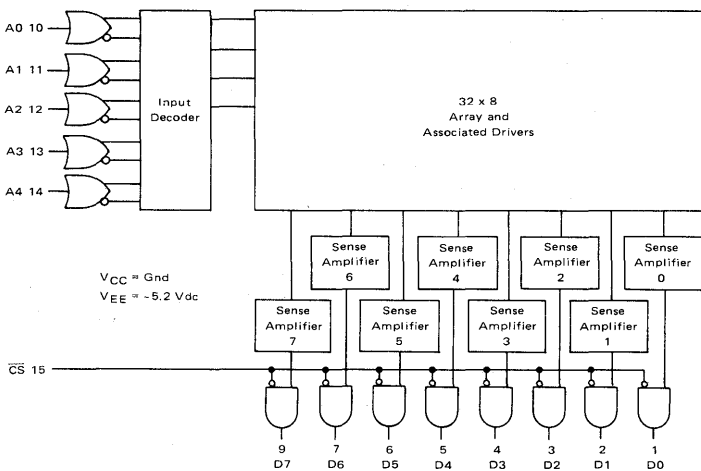 A0 10
A1 11
A2 12
A3 13
A4 14
Input
Decoder
32 x 8
Array and
Associated Drivers
VCC = Gnd
VEE = -5.2 Vdc
Sense
Amplifier
6
Sense
Amplifier
4
Sense
Amplifier
2
Sense
Amplifier
0
Sense
Amplifier
7
Sense
Amplifier
5
Sense
Amplifier
3
Sense
Amplifier
1
C̅S̅ 15
9 7 6 5 4 3 2 1
D7 D6 D5 D4 D3 D2 D1 D0